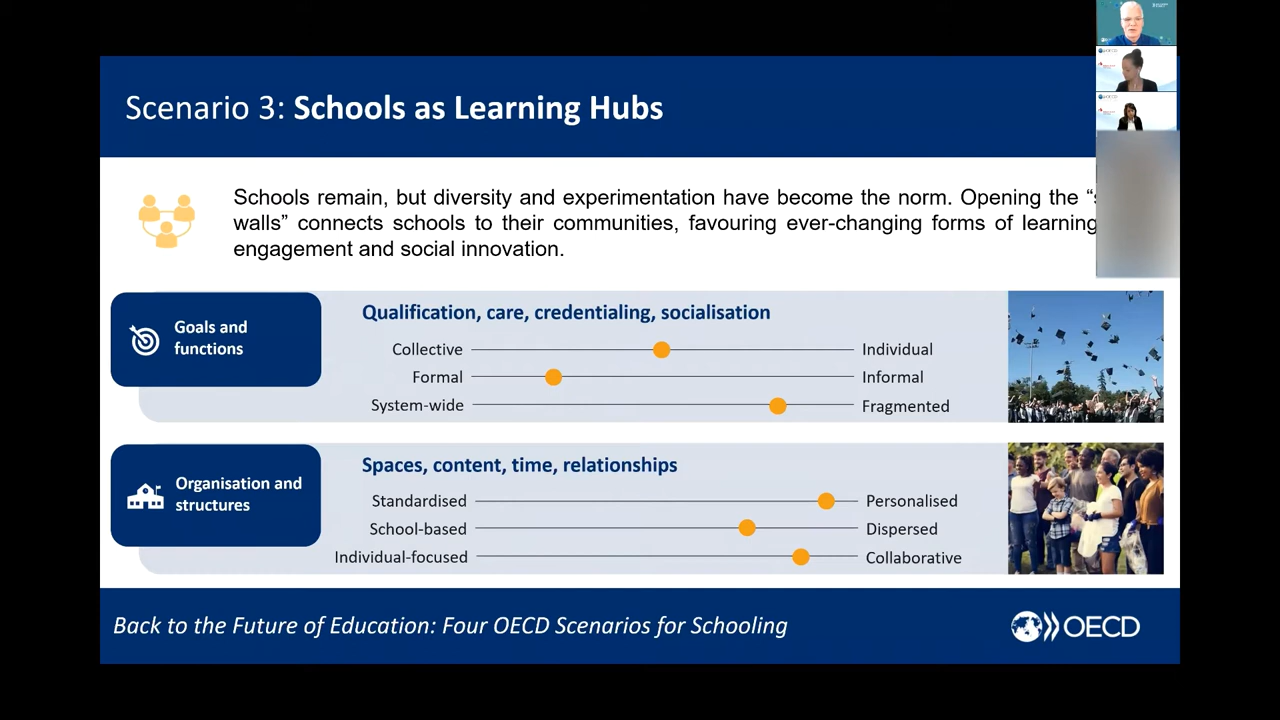 Scenario 3: Schools as Learning Hubs
Schools remain, but diversity and experimentation have become the norm. Opening the “
walls” connects schools to their communities, favouring ever-changing forms of learning
engagement and social innovation.
Goals and
functions
Qualification, care, credentialing, socialisation
Collective Individual
Formal Informal
System-wide Fragmented
Organisation and
structures
Spaces, content, time, relationships
Standardised Personalised
School-based Dispersed
Individual-focused Collaborative
Back to the Future of Education: Four OECD Scenarios for Schooling
OECD